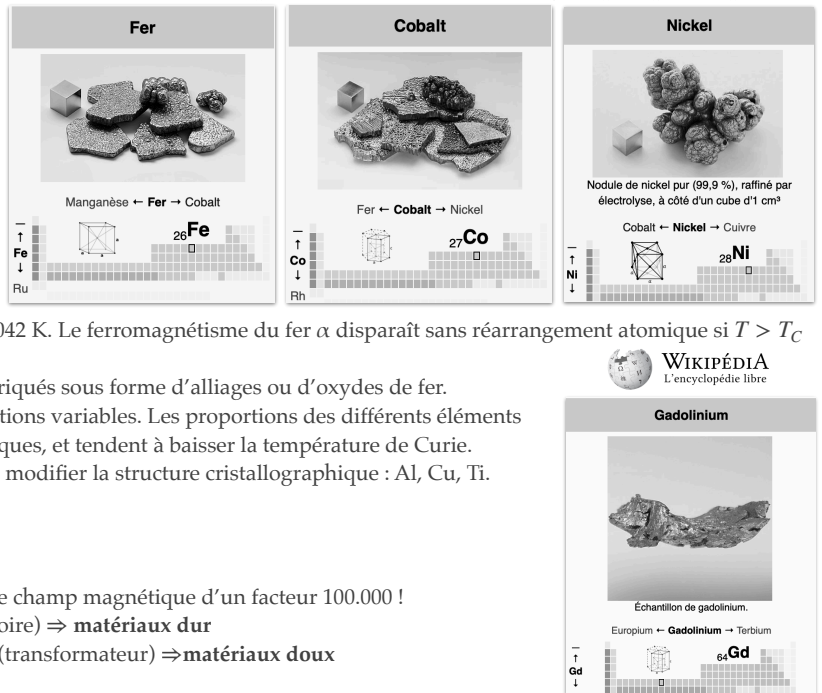 Fer
Manganèse ← Fer → Cobalt
—
↑
Fe
↓
Ru
26Fe
Cobalt
Fer ← Cobalt → Nickel
—
↑
Co
↓
Rh
27Co
Nickel
Nodule de nickel pur (99,9 %), raffiné par
électrolyse, à côté d'un cube d'1 cm³
Cobalt ← Nickel → Cuivre
—
↑
Ni
↓
28Ni
042 K. Le ferromagnétisme du fer α disparaît sans réarrangement atomique si T > T_C
WIKIPÉDIA
L'encyclopédie libre
riqués sous forme d'alliages ou d'oxydes de fer.
tions variables. Les proportions des différents éléments
iques, et tendent à baisser la température de Curie.
modifier la structure cristallographique : Al, Cu, Ti.
Gadolinium
Échantillon de gadolinium.
Europium ← Gadolinium → Terbium
—
↑
Gd
↓
64Gd
e champ magnétique d'un facteur 100.000 !
oire) ⇒ matériaux dur
(transformateur) ⇒matériaux doux